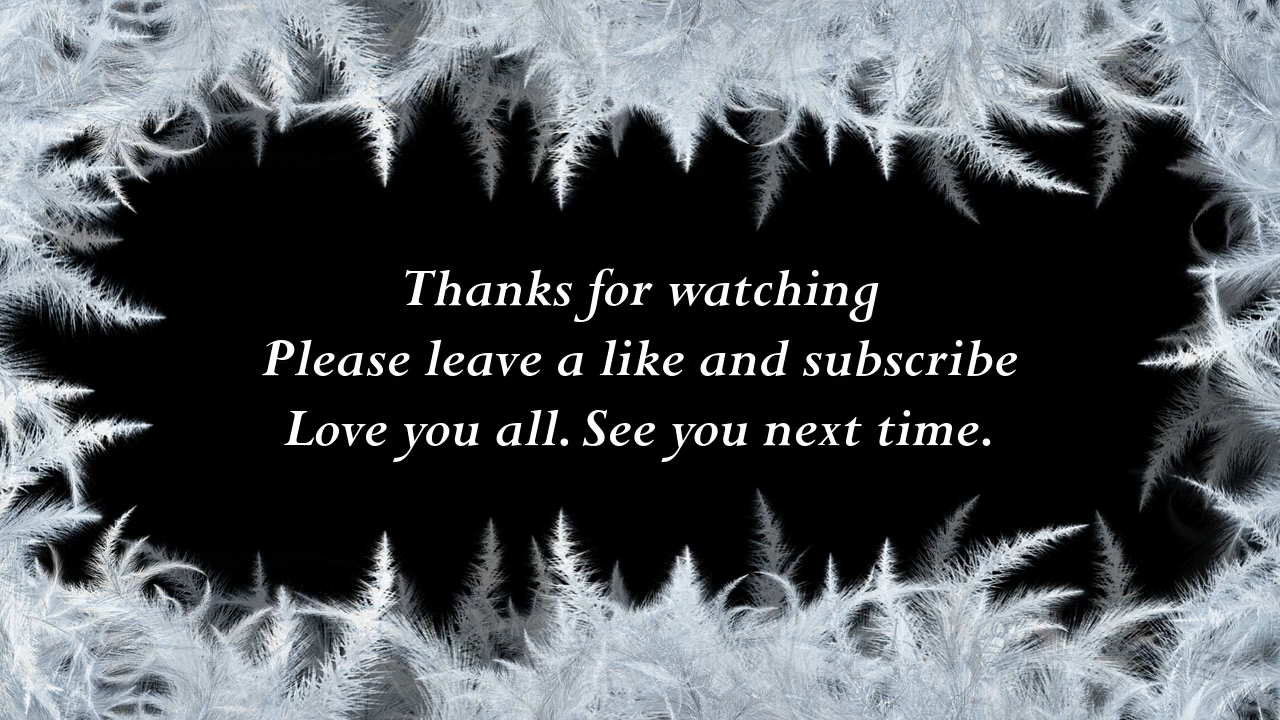 Thanks for watching
Please leave a like and subscribe
Love you all. See you next time.